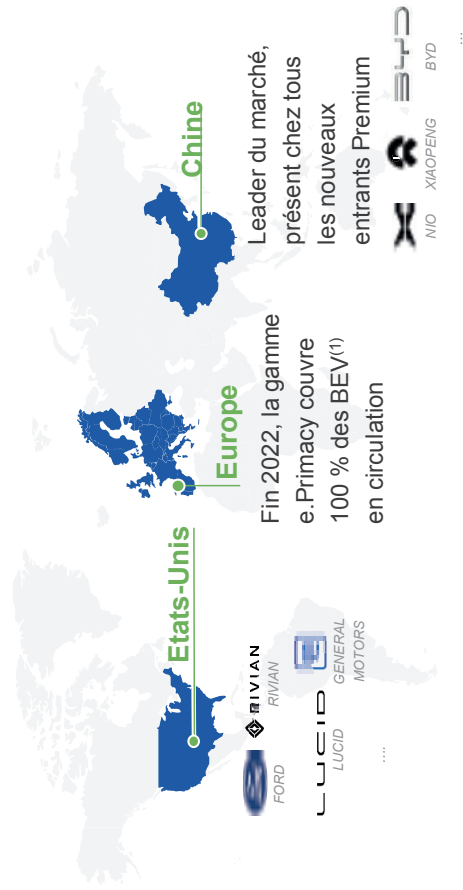 Etats-Unis
RIVIAN
FORD
RIVIAN
LUCID
LUCID
GENERAL
MOTORS
....
Europe
Fin 2022, la gamme
e.Primacy couvre
100 % des BEV(1)
en circulation
Chine
Leader du marché,
présent chez tous
les nouveaux
entrants Premium
BYD
NIO
XIAOPENG
BYD
...